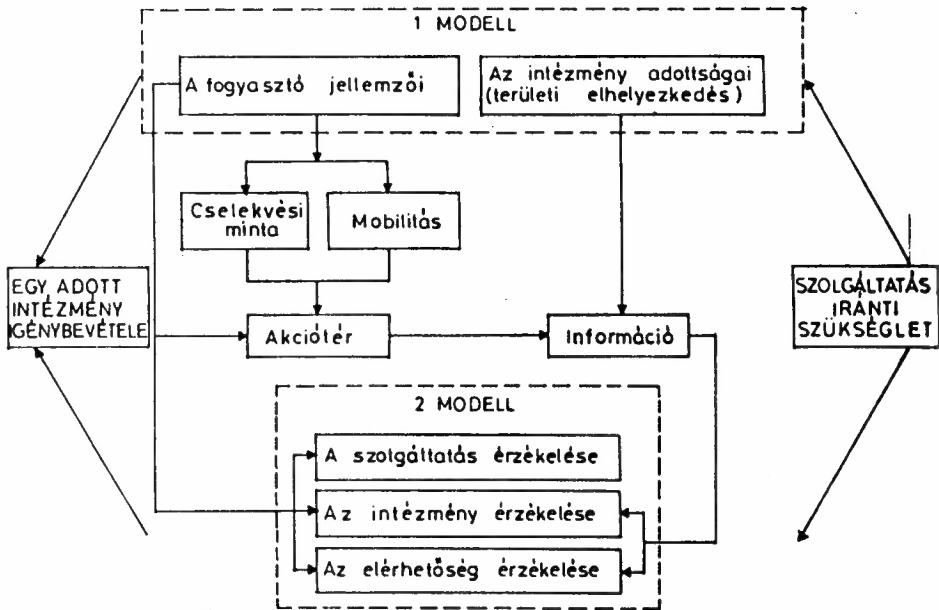 1 MODELL
A fogyasztó jellemzői
Az intézmény adottságai
(területi elhelyezkedés)
Cselekvési
minta
Mobilitás
EGY ADOTT
INTÉZMÉNY
IGÉNYBEVÉTELE
SZOLGÁLTATÁS
IRÁNTI
SZÜKSÉGLET
Akciótér
Információ
2 MODELL
A szolgáltatás érzékelése
Az intézmény érzékelése
Az elérhetőség érzékelése